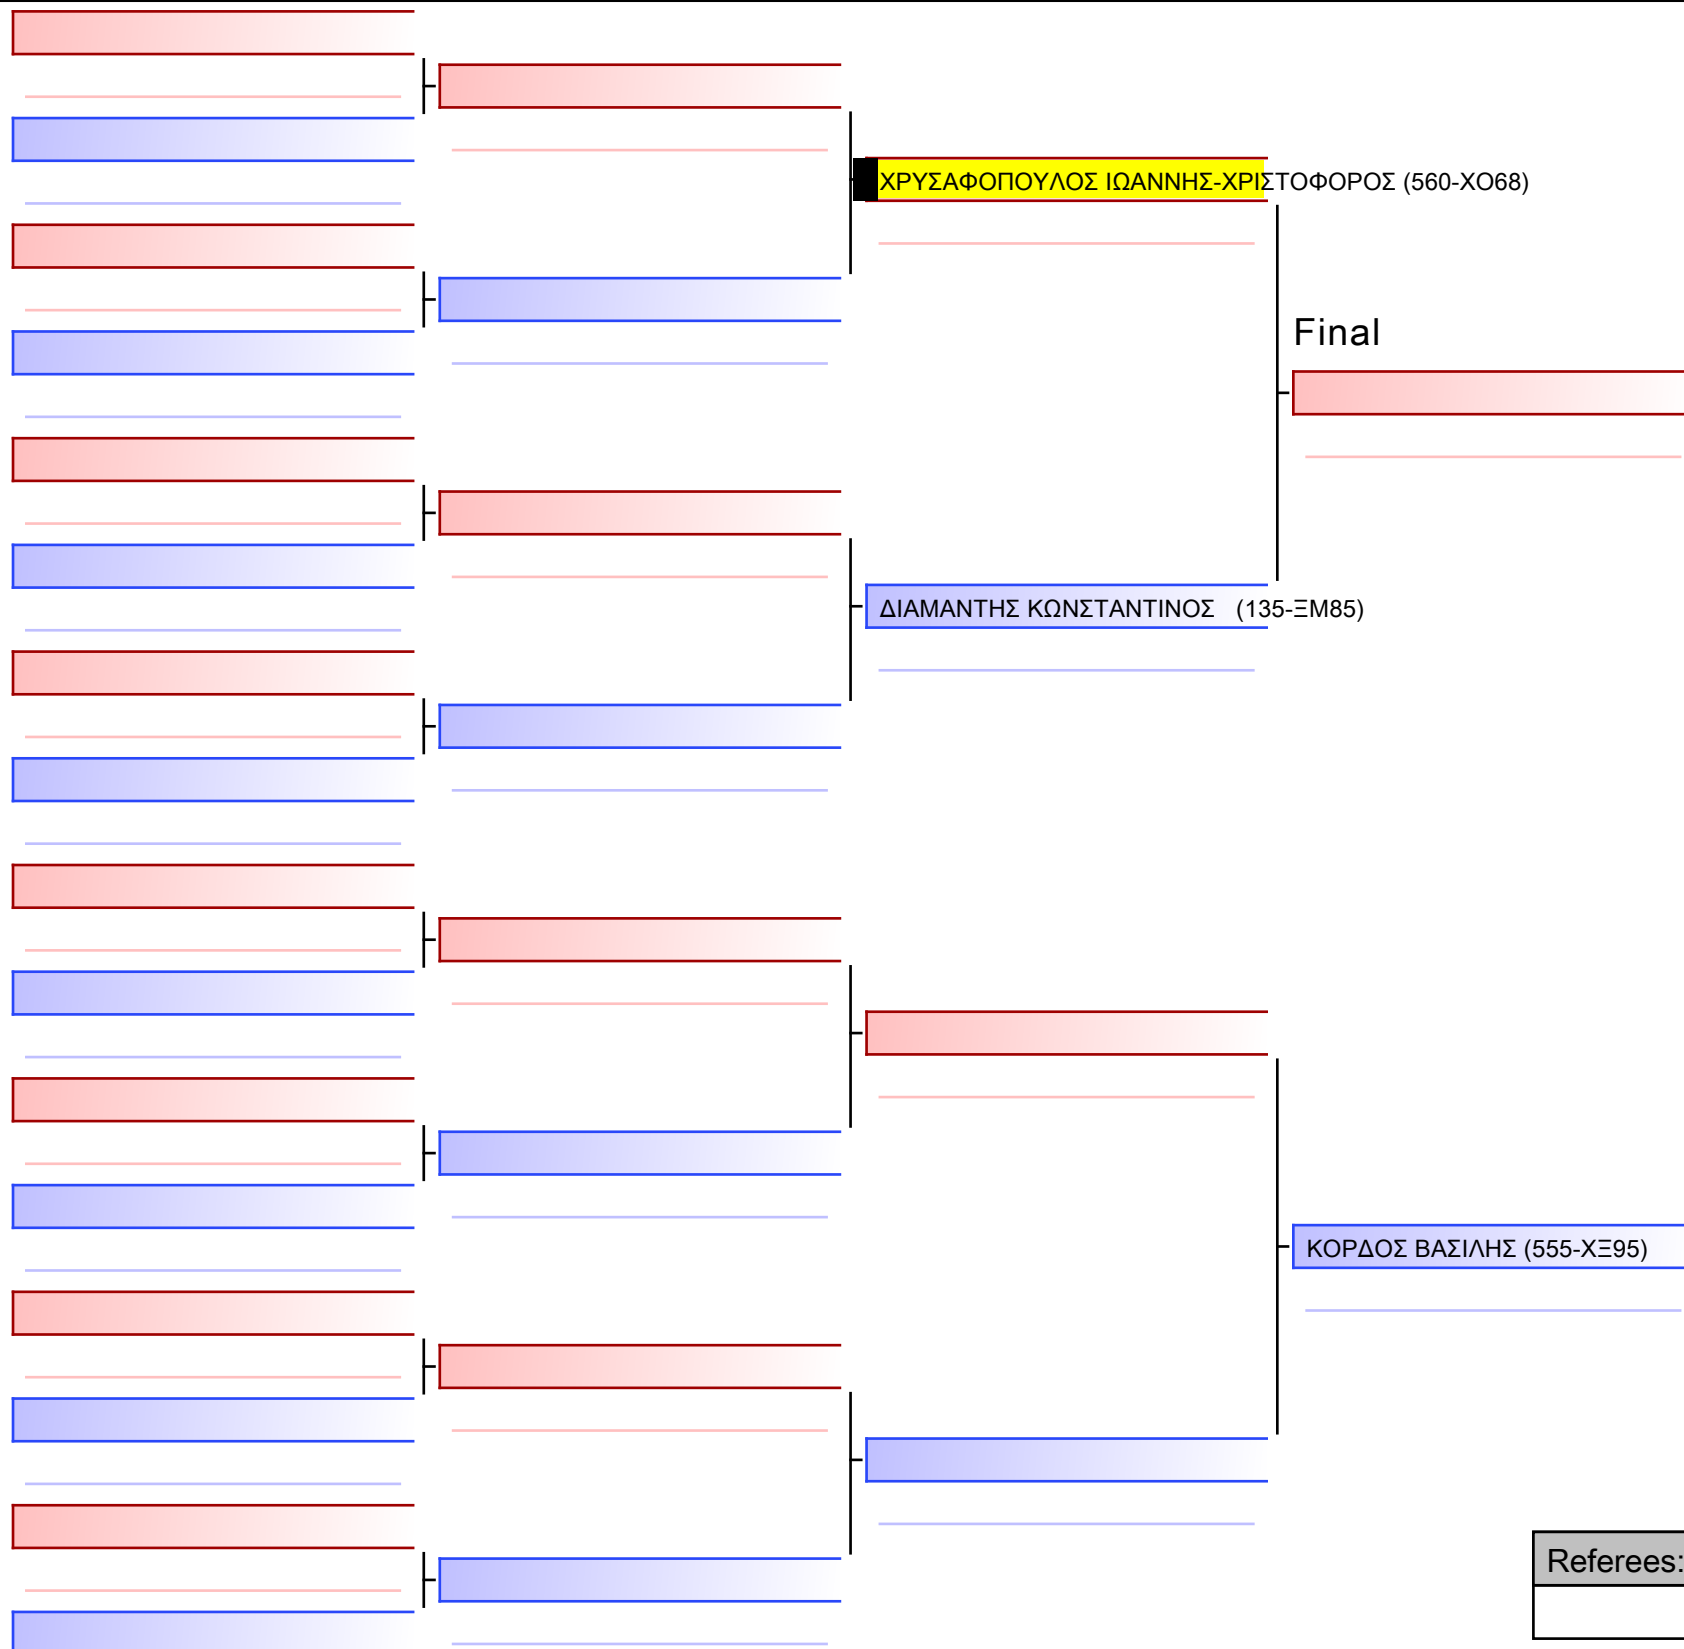 ΧΡΥΣΑΦΟΠΟΥΛΟΣ ΙΩΑΝΝΗΣ-ΧΡΙΣΤΟΦΟΡΟΣ (560-ΧΟ68)
Final
ΔΙΑΜΑΝΤΗΣ ΚΩΝΣΤΑΝΤΙΝΟΣ (135-ΞΜ85)
ΚΟΡΔΟΣ ΒΑΣΙΛΗΣ (555-ΧΞ95)
Referees: